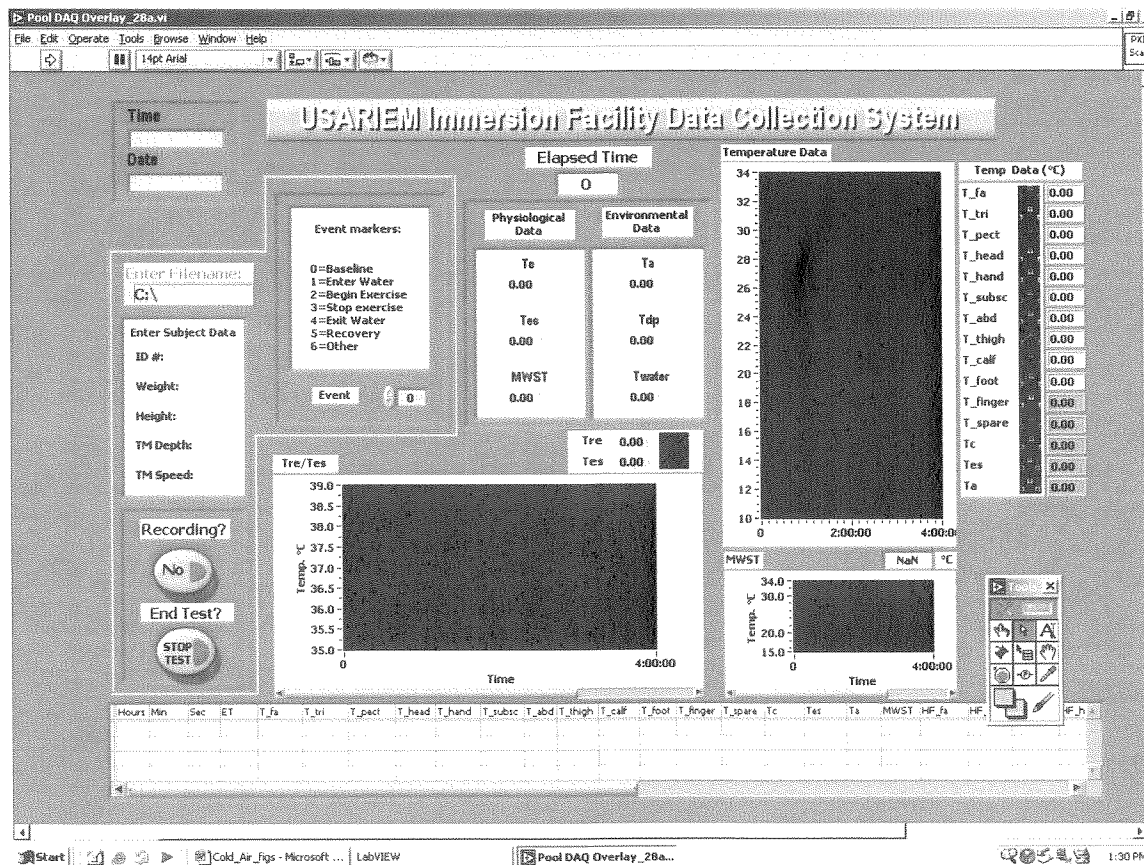 Pool DAQ Overlay_28a.vi
File Edit Operate Tools Browse Window Help
14pt Arial
Time
Date
USARIEM Immersion Facility Data Collection System
Elapsed Time
0
Enter Filename:
C:\
Enter Subject Data
ID #:
Weight:
Height:
TM Depth:
TM Speed:
Recording?
No
End Test?
STOP
TEST
Event markers:
0=Baseline
1=Enter Water
2=Begin Exercise
3=Stop exercise
4=Exit Water
5=Recovery
6=Other
Event 0
Physiological
Data
Environmental
Data
Ta
0.00
Tes
Tdp
0.00
0.00
MWST
Twater
0.00
0.00
Tre 0.00
Tes 0.00
Tre/Tes
39.0
38.5
38.0
37.5
37.0
36.5
36.0
35.5
35.0
Temp. °C
0
4:00:00
Time
Temperature Data
34
32
30
28
26
24
22
20
18
16
14
12
10
0
2:00:00
4:00:00
Temp Data (°C)
T_fa 0.00
T_tri 0.00
T_pect 0.00
T_head 0.00
T_hand 0.00
T_subsc 0.00
T_abd 0.00
T_thigh 0.00
T_calf 0.00
T_foot 0.00
T_finger 0.00
T_spare 0.00
Tc 0.00
Tes 0.00
Ta 0.00
MWST NaN °C
34.0
30.0
20.0
15.0
Temp. °C
0
4:00:00
Time
Hours Min Sec ET T_fa T_tri T_pect T_head T_hand T_subsc T_abd T_thigh T_calf T_foot T_finger T_spare Tc Tes Ta MWST HF_fa
Start
Cold_Air_figs - Microsoft ...
LabVIEW
Pool DAQ Overlay_28a...
1:30 PM